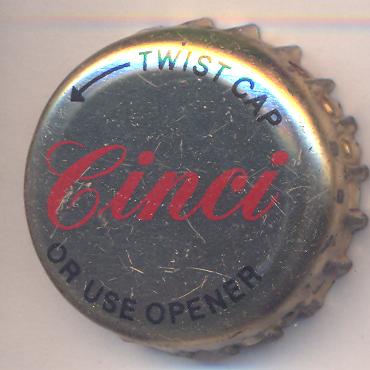 TWIST CAP
Cinci
OR USE OPENER